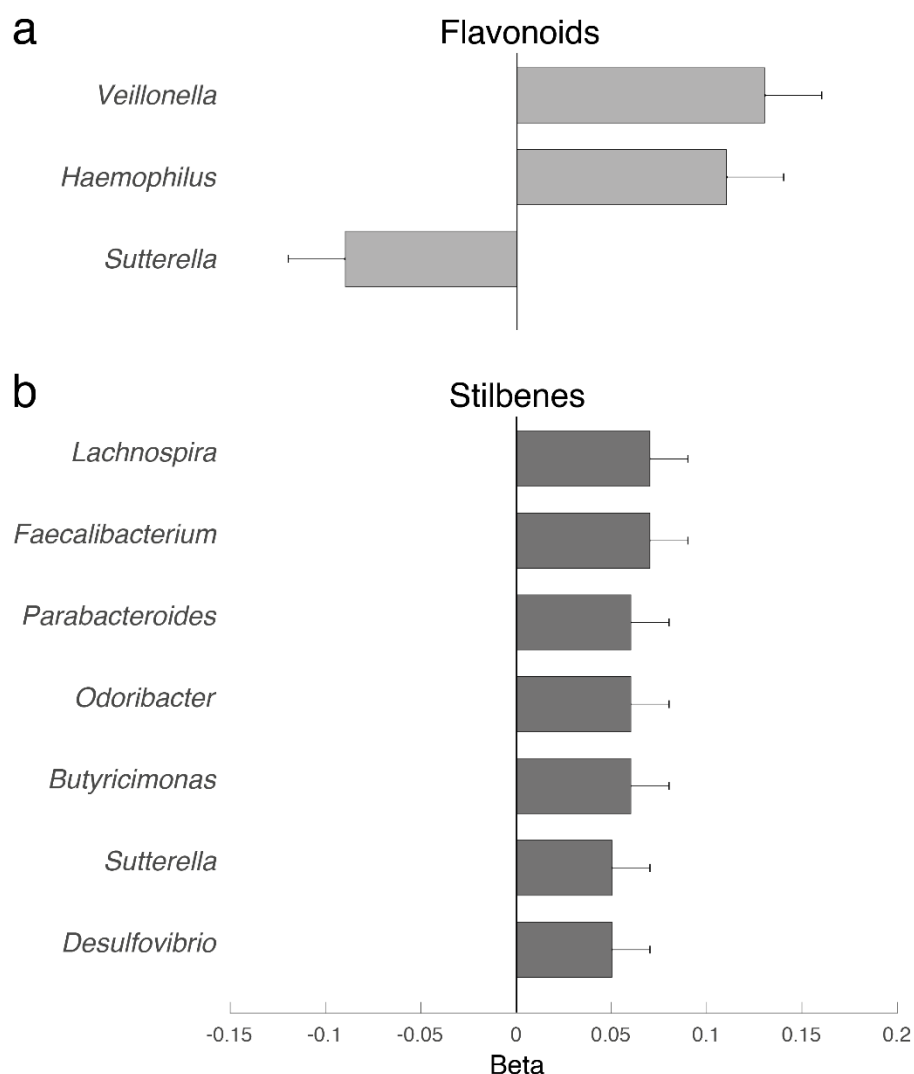 a
Flavonoids
Veillonella
Haemophilus
Sutterella
b
Stilbenes
Lachnospira
Faecalibacterium
Parabacteroides
Odoribacter
Butyricimonas
Sutterella
Desulfovibrio
-0.15 -0.1 -0.05 0 0.05 0.1 0.15 0.2
Beta